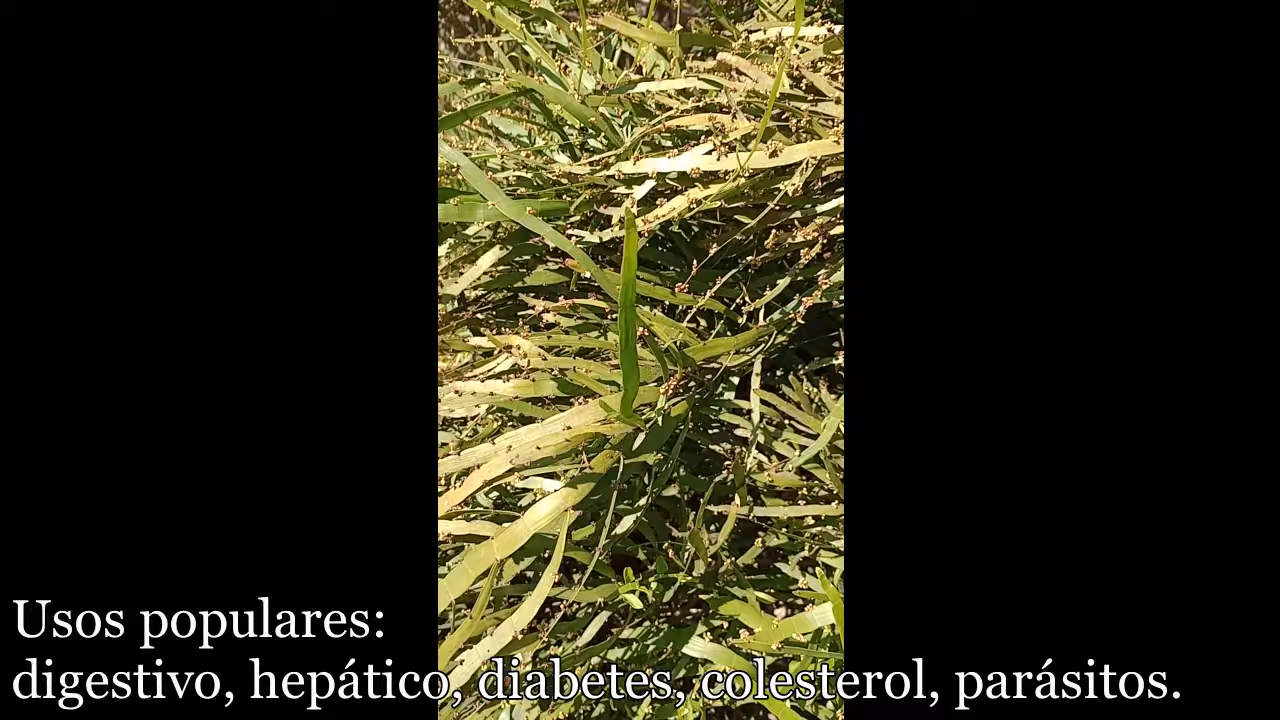 Usos populares:
digestivo, hepático, diabetes, colesterol, parásitos.